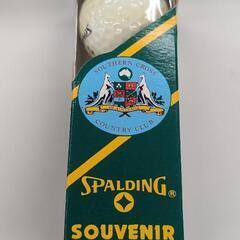 SOUTHERN CROSS
COUNTRY CLUB
SPALDING®
SOUVENIR